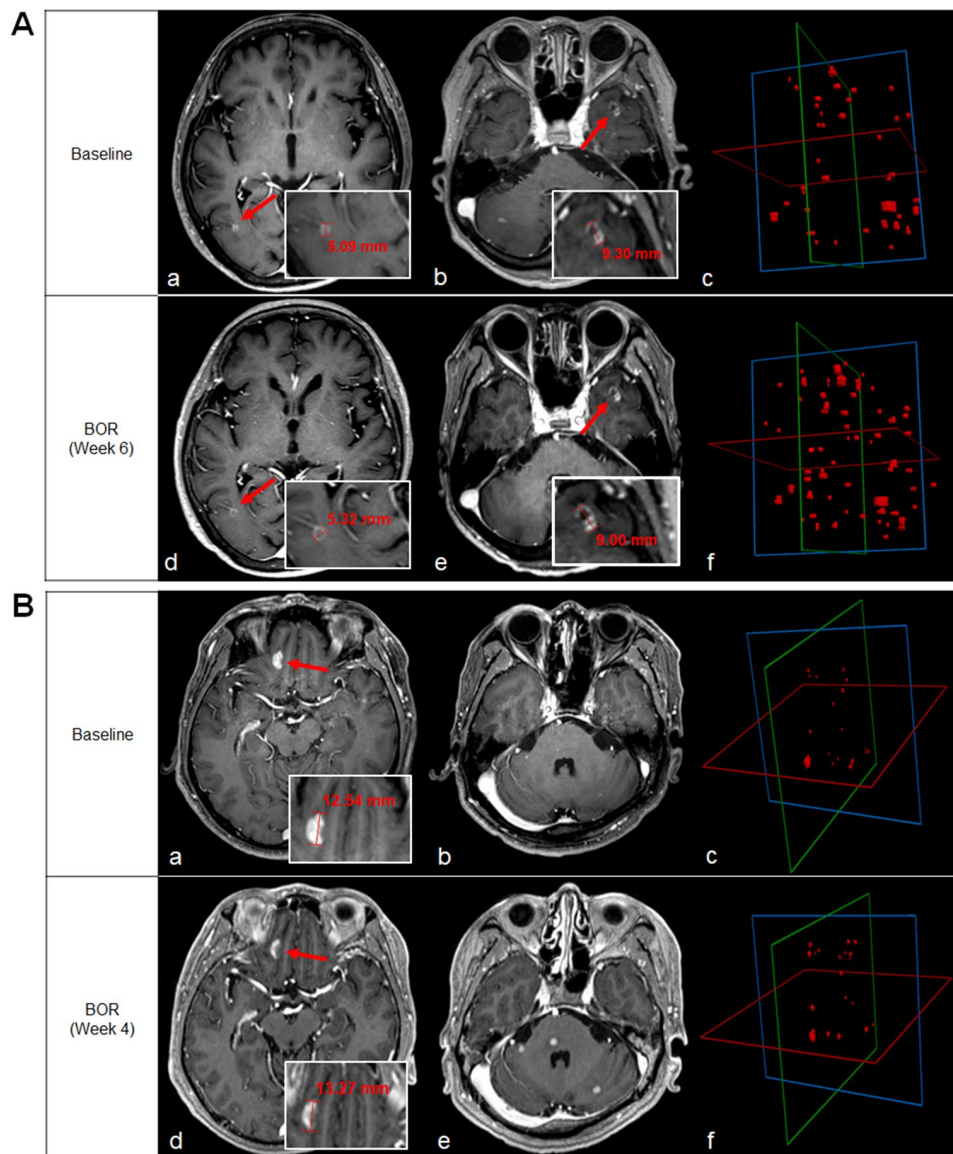 A
Baseline
5.09 mm
a
9.30 mm
b
c
BOR
(Week 6)
5.32 mm
d
9.00 mm
e
f
B
Baseline
12.54 mm
a
b
c
BOR
(Week 4)
13.27 mm
d
e
f